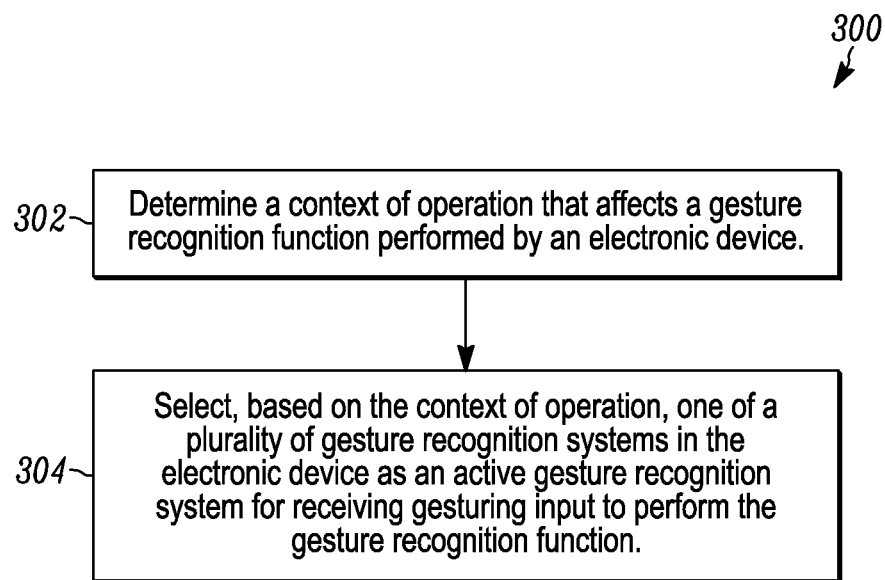 300
302
Determine a context of operation that affects a gesture
recognition function performed by an electronic device.
304
Select, based on the context of operation, one of a
plurality of gesture recognition systems in the
electronic device as an active gesture recognition
system for receiving gesturing input to perform the
gesture recognition function.